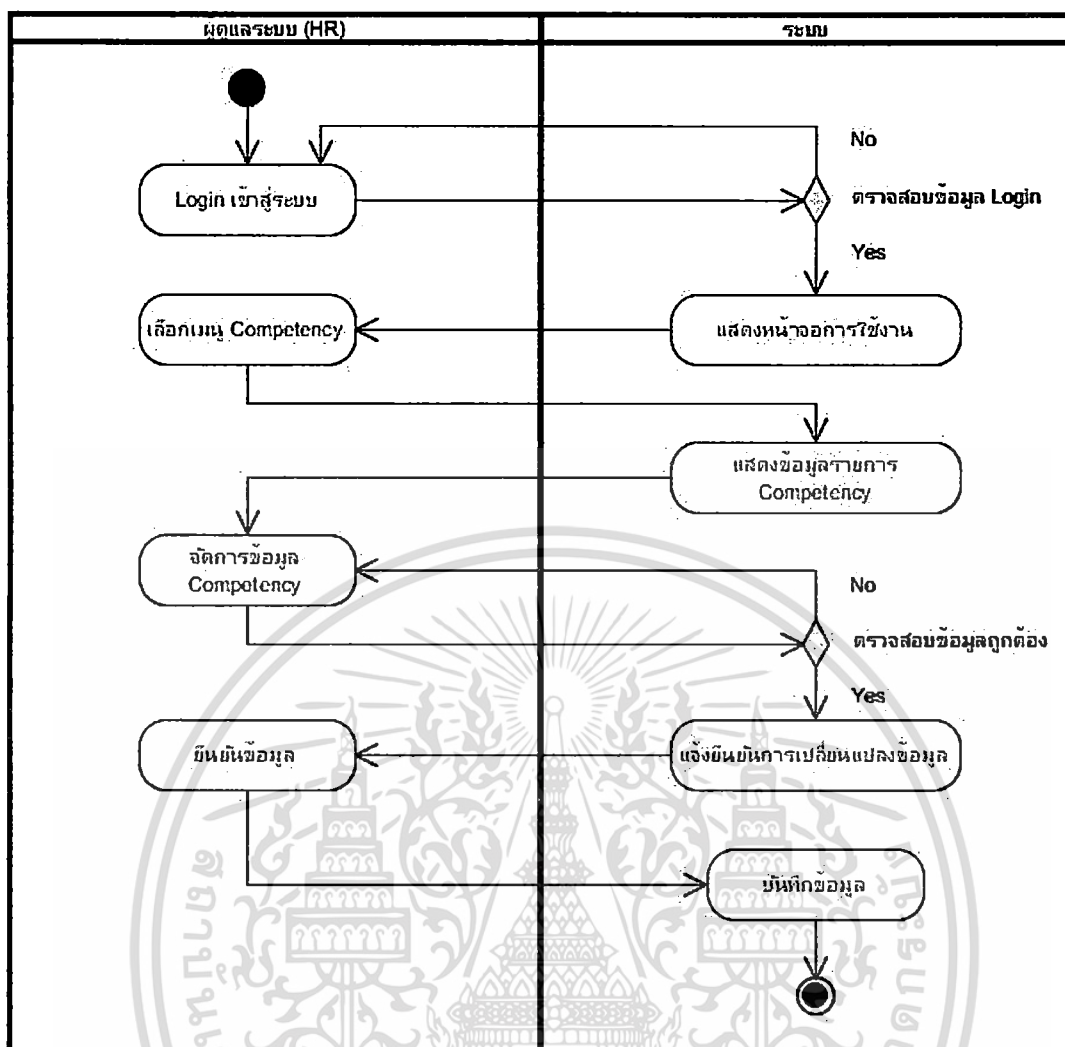 ผู้ดูแลระบบ (HR)
ระบบ
No
Login เข้าสู่ระบบ
ตรวจสอบข้อมูล Login
Yes
เลือกเมนู Competency
แสดงหน้าจอการใช้งาน
แสดงข้อมูลรายการ
Competency
จัดการข้อมูล
Competency
No
ตรวจสอบข้อมูลถูกต้อง
Yes
ยืนยันข้อมูล
แจ้งยืนยันการเปลี่ยนแปลงข้อมูล
บันทึกข้อมูล